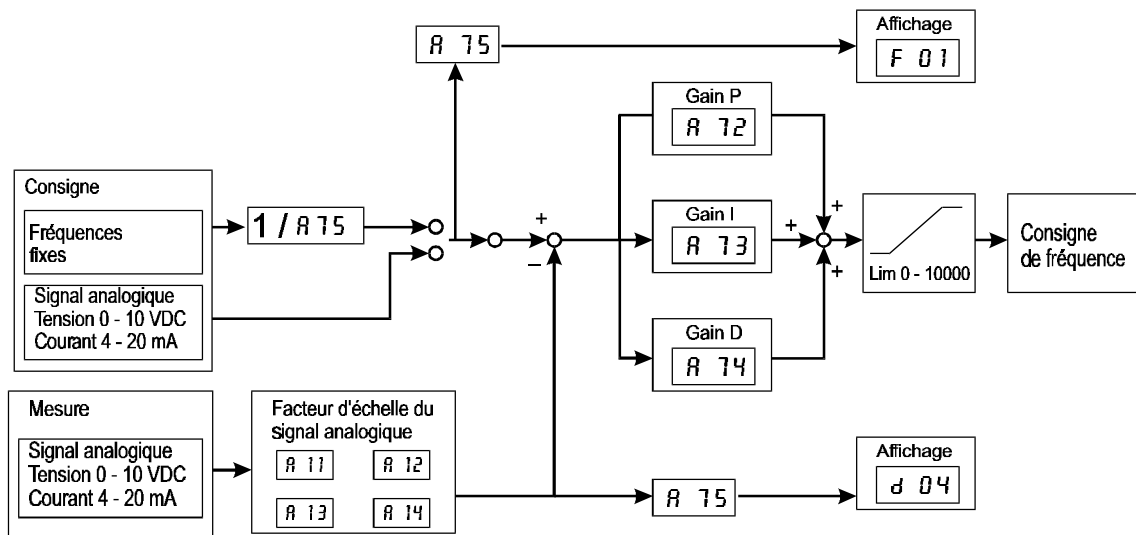 A 75
Affichage
F 01
Gain P
A 72
Consigne
Fréquences
fixes
1 / A75
+
−
Gain I
A 73
+
+
+
Lim 0 - 10000
Consigne
de fréquence
Signal analogique
Tension 0 - 10 VDC
Courant 4 - 20 mA
Gain D
A 74
Mesure
Signal analogique
Tension 0 - 10 VDC
Courant 4 - 20 mA
Facteur d'échelle du
signal analogique
A 11
A 12
A 13
A 14
A 75
Affichage
d 04